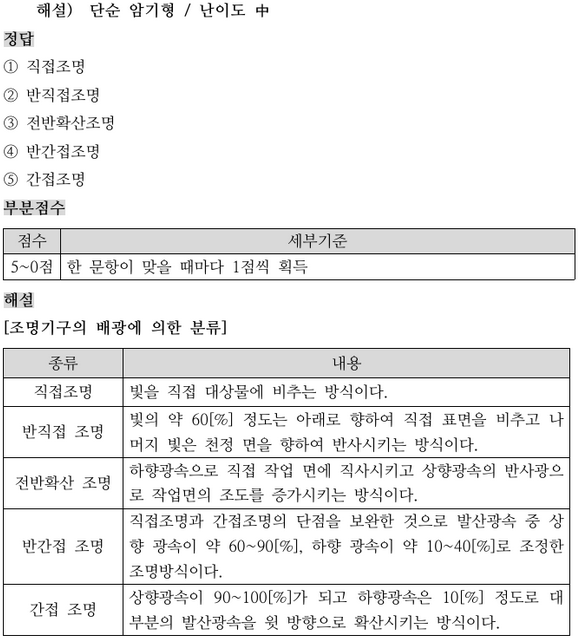 해설) 단순 암기형 / 난이도 中
정답
① 직접조명
② 반직접조명
③ 전반확산조명
④ 반간접조명
⑤ 간접조명
부분점수
점수 세부기준
5~0점 한 문항이 맞을 때마다 1점씩 획득
해설
[조명기구의 배광에 의한 분류]
종류 내용
직접조명 빛을 직접 대상물에 비추는 방식이다.
반직접 조명 빛의 약 60[%] 정도는 아래로 향하여 직접 표면을 비추고 나
머지 빛은 천정 면을 향하여 반사시키는 방식이다.
전반확산 조명 하향광속으로 직접 작업 면에 직사시키고 상향광속의 반사광으
로 작업면의 조도를 증가시키는 방식이다.
반간접 조명 직접조명과 간접조명의 단점을 보완한 것으로 발산광속 중 상
향 광속이 약 60~90[%], 하향 광속이 약 10~40[%]로 조정한
조명방식이다.
간접 조명 상향광속이 90~100[%]가 되고 하향광속은 10[%] 정도로 대
부분의 발산광속을 윗 방향으로 확산시키는 방식이다.